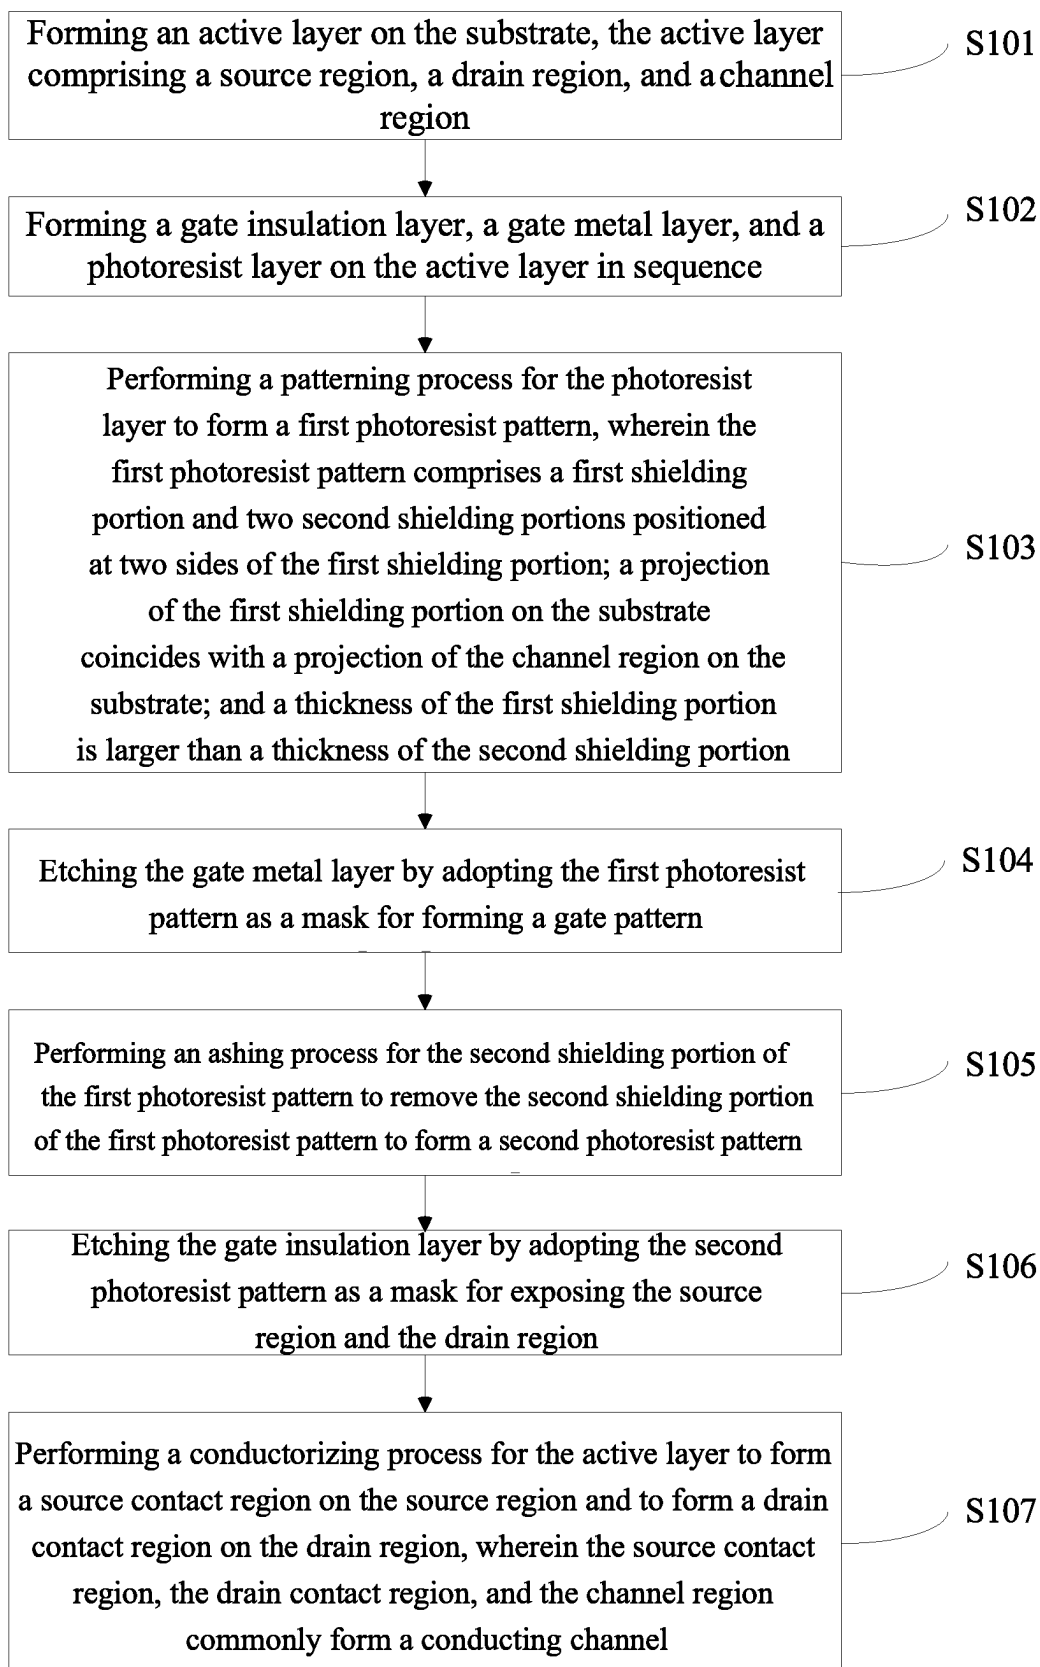 Forming an active layer on the substrate, the active layer
comprising a source region, a drain region, and a channel
region
S101
Forming a gate insulation layer, a gate metal layer, and a
photoresist layer on the active layer in sequence
S102
Performing a patterning process for the photoresist
layer to form a first photoresist pattern, wherein the
first photoresist pattern comprises a first shielding
portion and two second shielding portions positioned
at two sides of the first shielding portion; a projection
of the first shielding portion on the substrate
coincides with a projection of the channel region on the
substrate; and a thickness of the first shielding portion
is larger than a thickness of the second shielding portion
S103
Etching the gate metal layer by adopting the first photoresist
pattern as a mask for forming a gate pattern
S104
Performing an ashing process for the second shielding portion of
the first photoresist pattern to remove the second shielding portion
of the first photoresist pattern to form a second photoresist pattern
S105
Etching the gate insulation layer by adopting the second
photoresist pattern as a mask for exposing the source
region and the drain region
S106
Performing a conductorizing process for the active layer to form
a source contact region on the source region and to form a drain
contact region on the drain region, wherein the source contact
region, the drain contact region, and the channel region
commonly form a conducting channel
S107